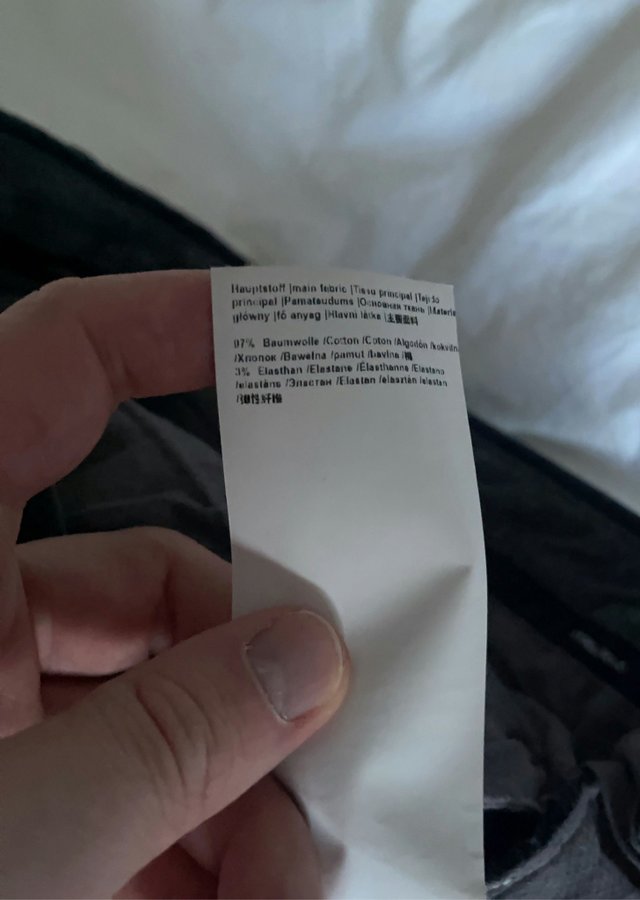 Hauptstoff |main fabric |Tissu principal |Tejido
principal |Pamataudums |Основная ткань |Materiał
główny |fő anyag |Hlavní látka |主要面料
97% Baumwolle /Cotton /Coton /Algodón /kokvilna
/Хлопок /Bawełna /pamut /bavlna /棉
3% Elasthan /Elastane /Élasthanne /Elastano
/elastāns /Эластан /Elastan /elasztán /elastan
/弹性纤维